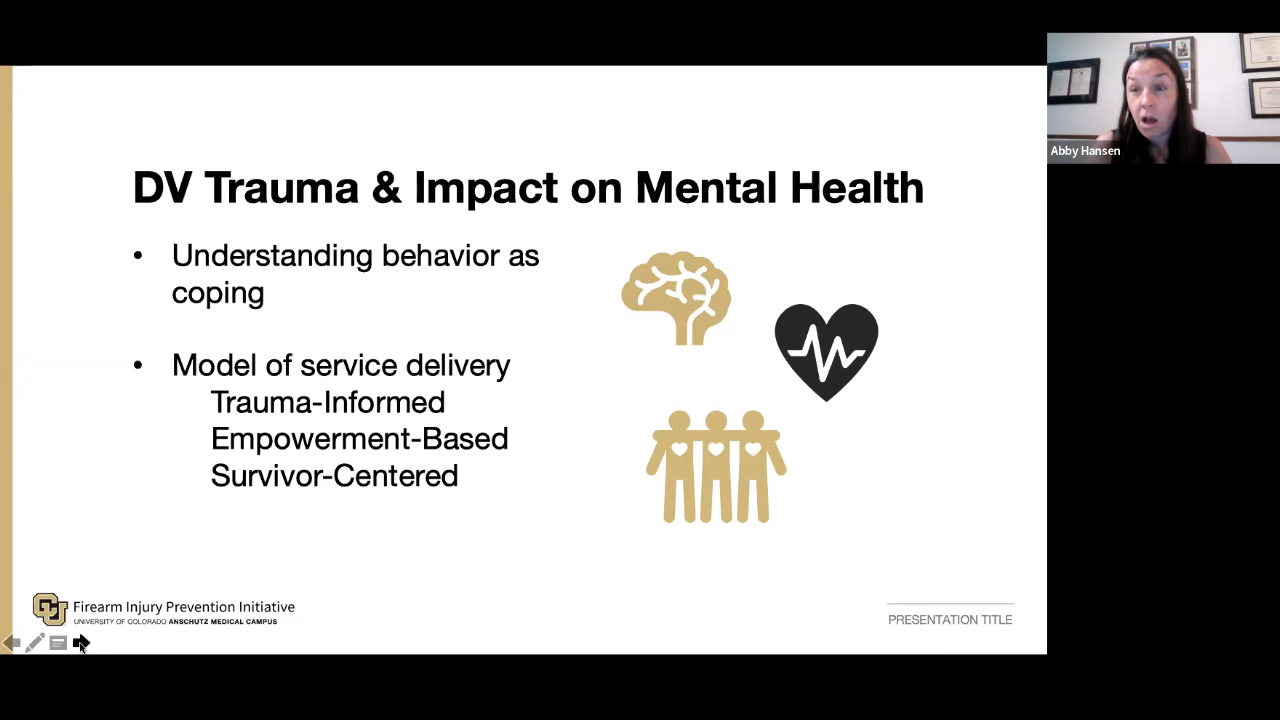 DV Trauma & Impact on Mental Health
• Understanding behavior as
coping
• Model of service delivery
Trauma-Informed
Empowerment-Based
Survivor-Centered
CU Firearm Injury Prevention Initiative
UNIVERSITY OF COLORADO ANSCHUTZ MEDICAL CAMPUS
PRESENTATION TITLE
Abby Hansen